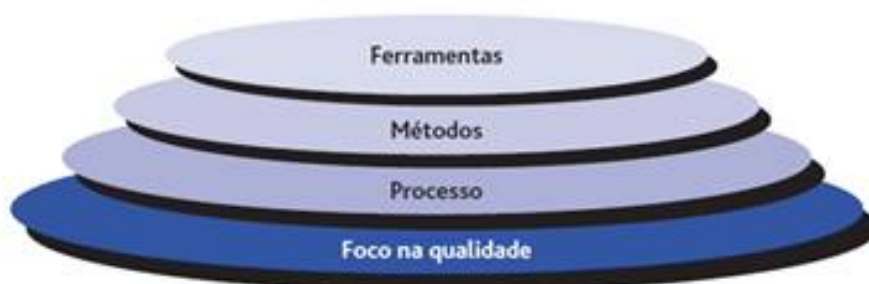 Ferramentas
Métodos
Processo
Foco na qualidade